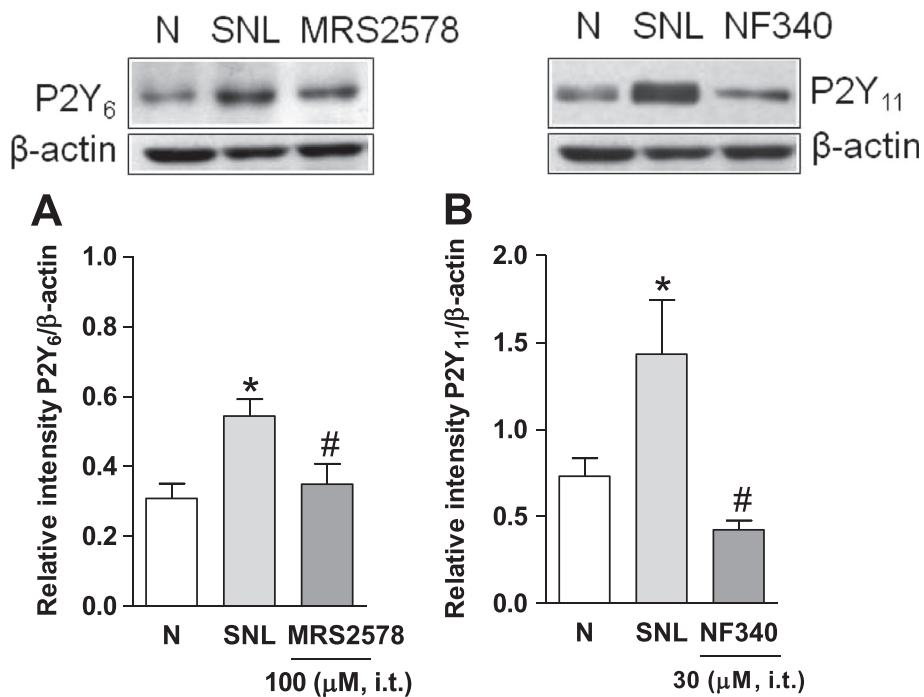 N SNL MRS2578
P2Y6
β-actin
N SNL NF340
P2Y11
β-actin
A
Relative intensity P2Y6/β-actin
1.0
0.8
0.6
0.4
0.2
0.0
*
#
N SNL MRS2578
100 (μM, i.t.)
B
Relative intensity P2Y11/β-actin
2.0
1.5
1.0
0.5
0.0
*
#
N SNL NF340
30 (μM, i.t.)